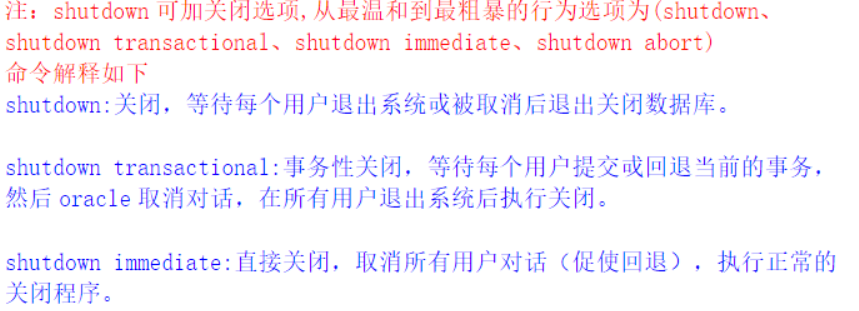 注：shutdown 可加关闭选项,从最温和到最粗暴的行为选项为(shutdown、
shutdown transactional、shutdown immediate、shutdown abort)
命令解释如下
shutdown:关闭，等待每个用户退出系统或被取消后退出关闭数据库。
shutdown transactional:事务性关闭，等待每个用户提交或回退当前的事务，
然后 oracle 取消对话，在所有用户退出系统后执行关闭。
shutdown immediate:直接关闭，取消所有用户对话（促使回退），执行正常的
关闭程序。